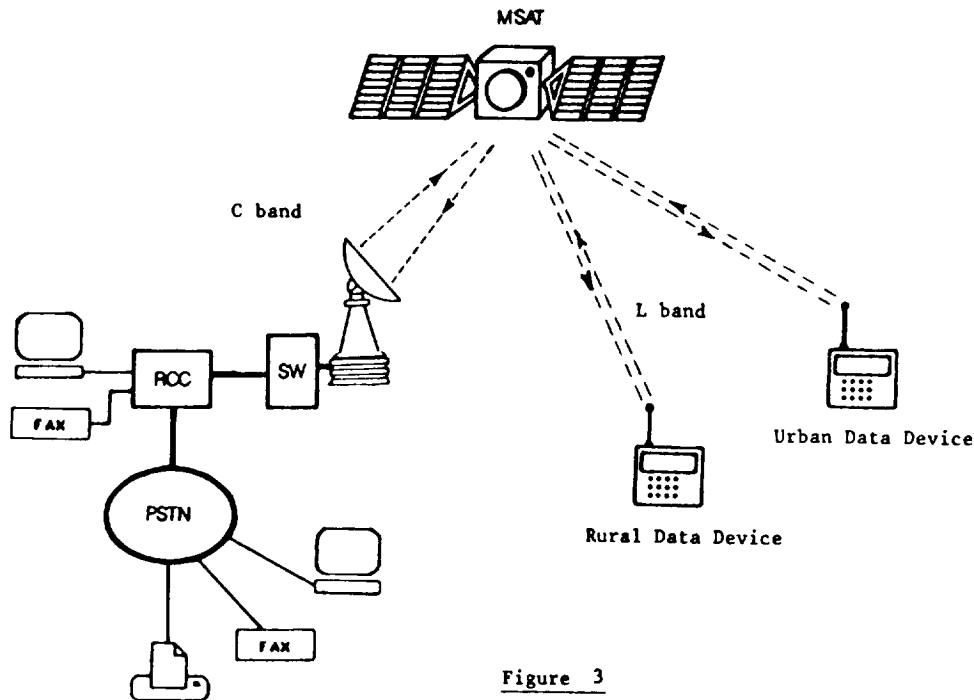 MSAT
C band
L band
RCC
SW
FAX
Urban Data Device
PSTN
Rural Data Device
FAX
Figure 3